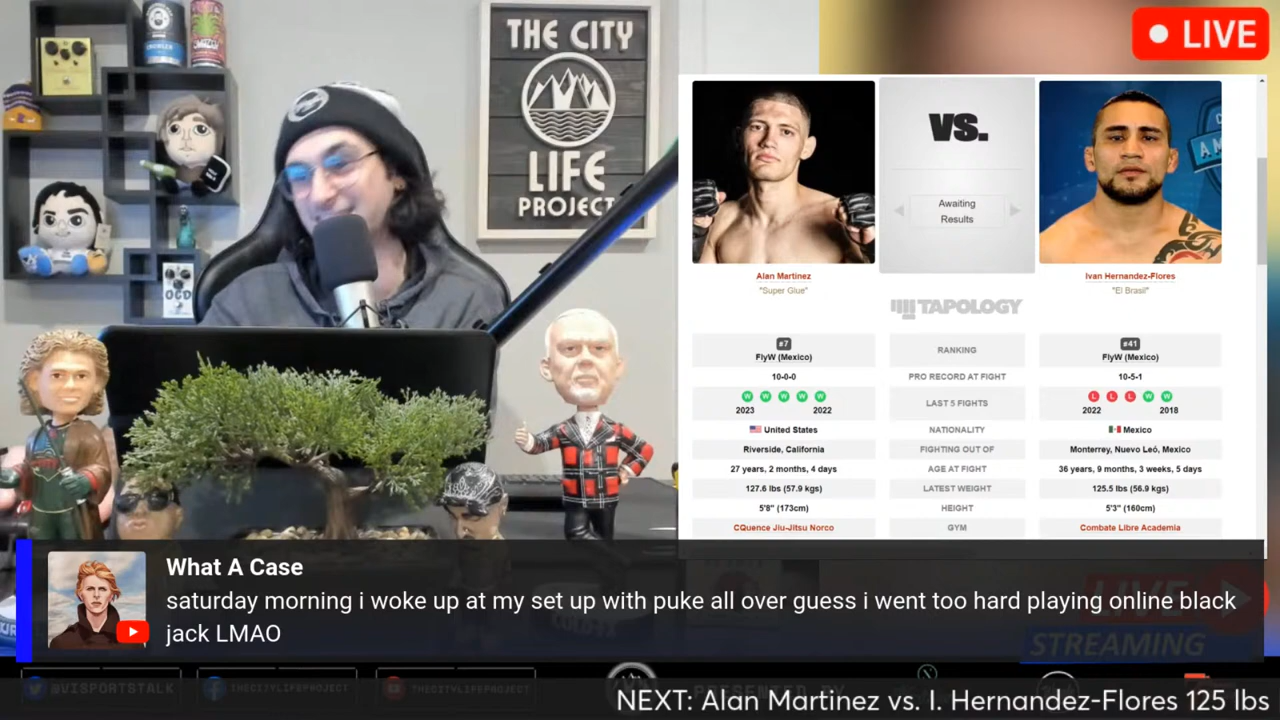 THE CITY
LIFE
PROJECT
OCD
LIVE
VS.
Awaiting
Results
Alan Martinez
"Super Glue"
Ivan Hernandez-Flores
"El Brasil"
TAPOLOGY
#7
FlyW (Mexico)
RANKING
#41
FlyW (Mexico)
10-0-0
PRO RECORD AT FIGHT
10-5-1
W W W W W
2023 2022
LAST 5 FIGHTS
L L L W W
2022 2018
United States
NATIONALITY
Mexico
Riverside, California
FIGHTING OUT OF
Monterrey, Nuevo Leó, Mexico
27 years, 2 months, 4 days
AGE AT FIGHT
36 years, 9 months, 3 weeks, 5 days
127.6 lbs (57.9 kgs)
LATEST WEIGHT
125.5 lbs (56.9 kgs)
5'8" (173cm)
HEIGHT
5'3" (160cm)
CQuence Jiu-Jitsu Norco
GYM
Combate Libre Academia
What A Case
saturday morning i woke up at my set up with puke all over guess i went too hard playing online black
jack LMAO
LIVE
STREAMING
@VISPORTSTALK
THECITYLIFEPROJECT
THECITYLIFEPROJECT
PRESENTED BY
NEXT: Alan Martinez vs. I. Hernandez-Flores 125 lbs